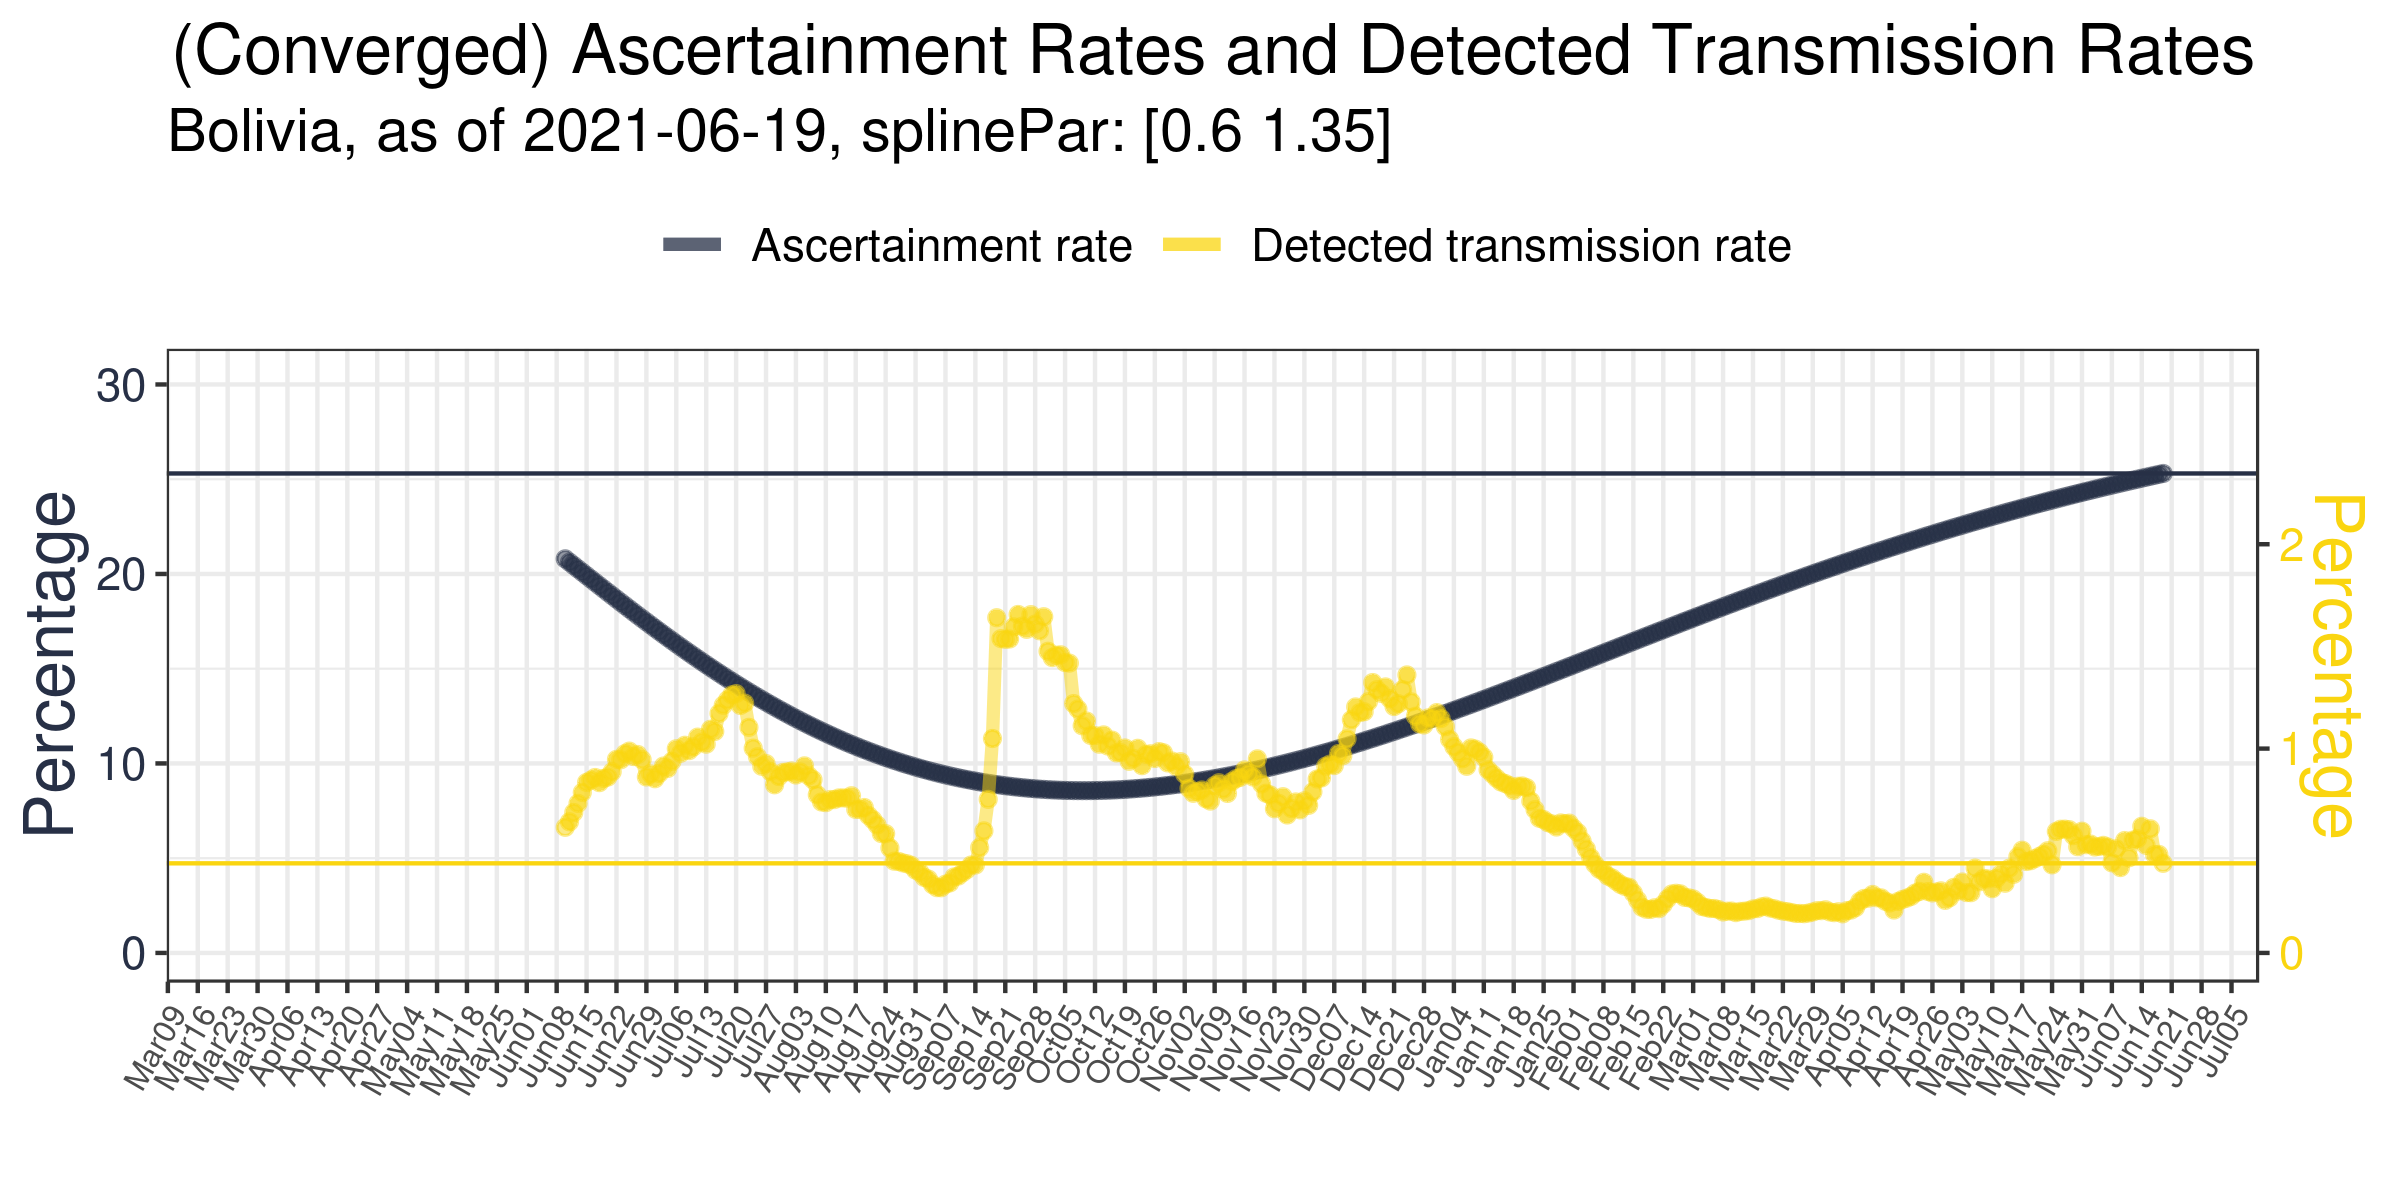 (Converged) Ascertainment Rates and Detected Transmission Rates
Bolivia, as of 2021-06-19, splinePar: [0.6 1.35]
Ascertainment rate
Detected transmission rate
Percentage
30
20
10
0
Percentage
2
1
0
Mar09
Mar16
Mar23
Mar30
Apr06
Apr13
Apr20
Apr27
May04
May11
May18
May25
Jun01
Jun08
Jun15
Jun22
Jun29
Jul06
Jul13
Jul20
Jul27
Aug03
Aug10
Aug17
Aug24
Aug31
Sep07
Sep14
Sep21
Sep28
Oct05
Oct12
Oct19
Oct26
Nov02
Nov09
Nov16
Nov23
Nov30
Dec07
Dec14
Dec21
Dec28
Jan04
Jan11
Jan18
Jan25
Feb01
Feb08
Feb15
Feb22
Mar01
Mar08
Mar15
Mar22
Mar29
Apr05
Apr12
Apr19
Apr26
May03
May10
May17
May24
May31
Jun07
Jun14
Jun21
Jun28
Jul05